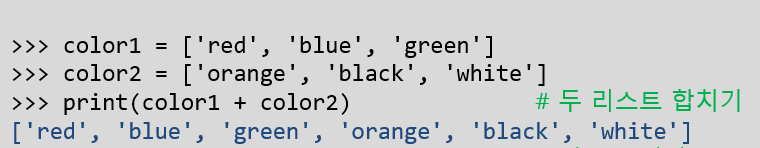 >>> color1 = ['red', 'blue', 'green']
>>> color2 = ['orange', 'black', 'white']
>>> print(color1 + color2) # 두 리스트 합치기
['red', 'blue', 'green', 'orange', 'black', 'white']